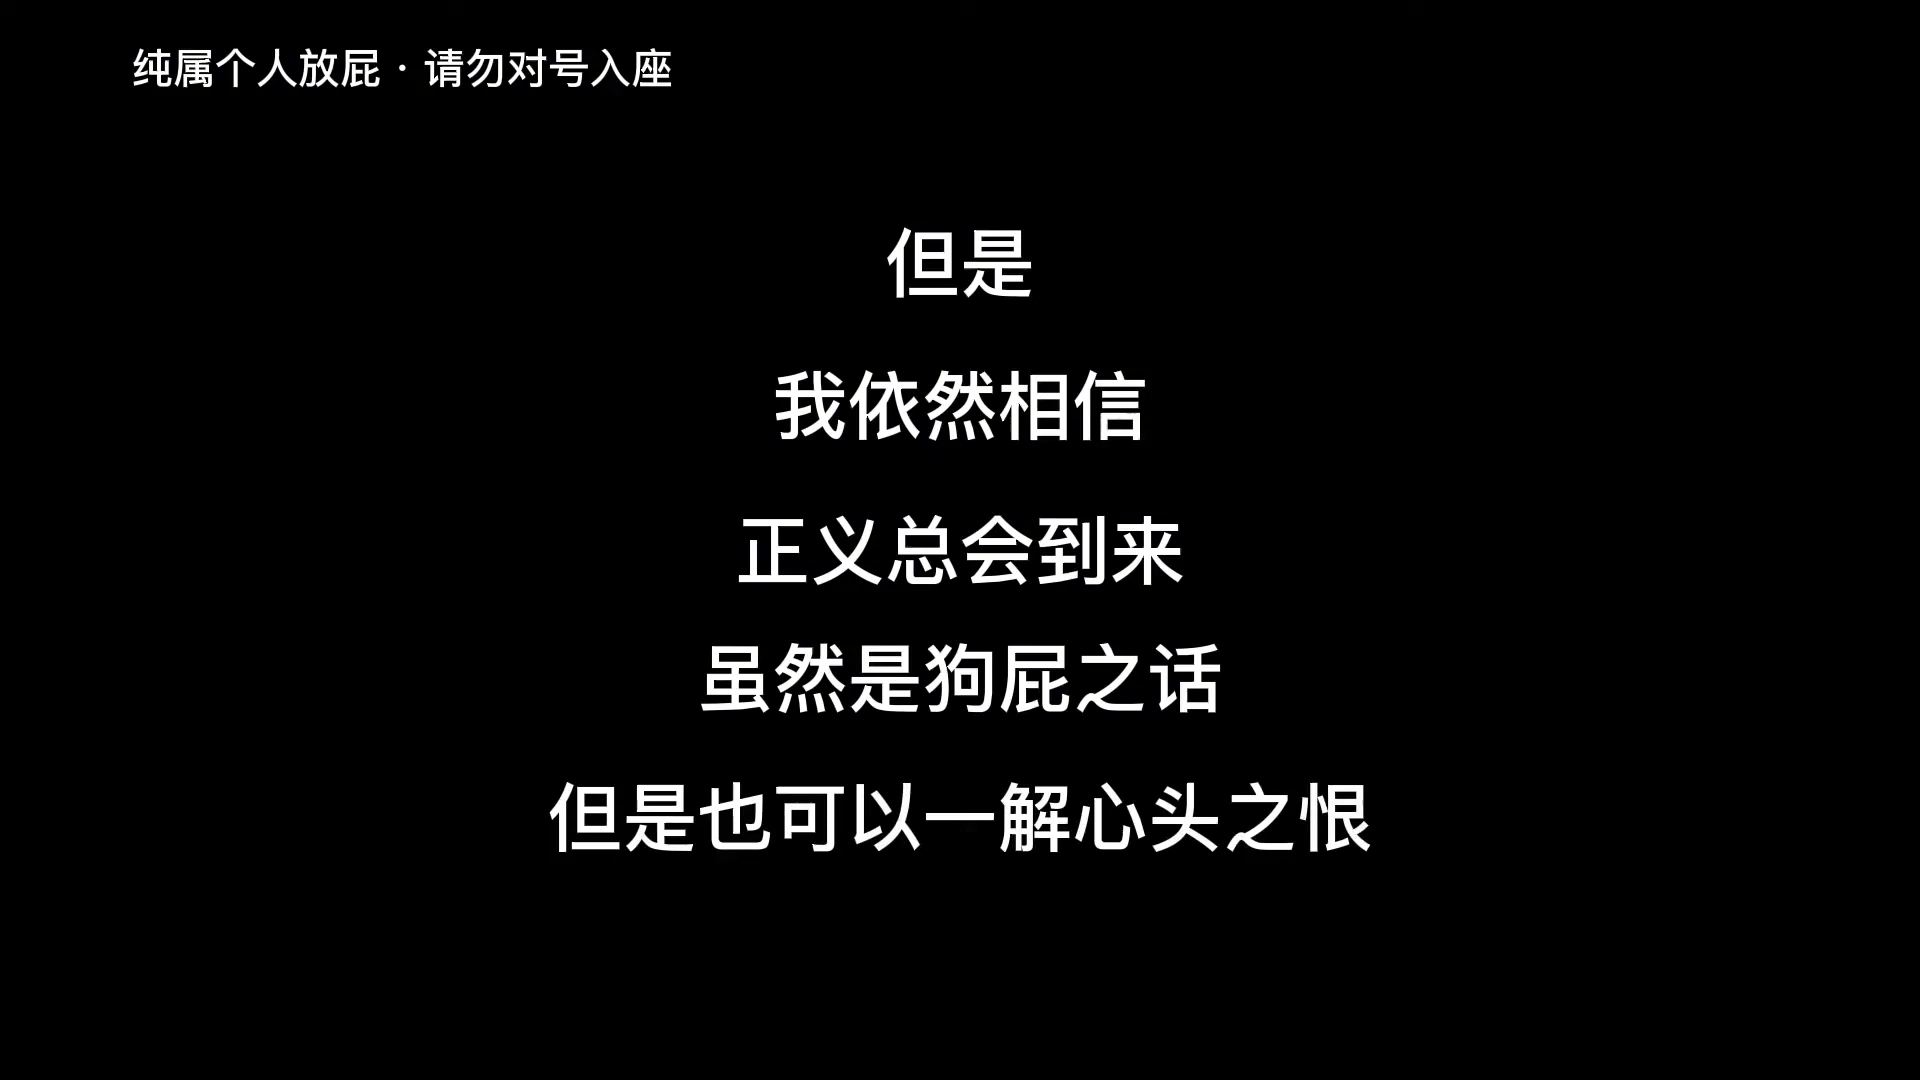 纯属个人放屁 · 请勿对号入座
但是
我依然相信
正义总会到来
虽然是狗屁之话
但是也可以一解心头之恨